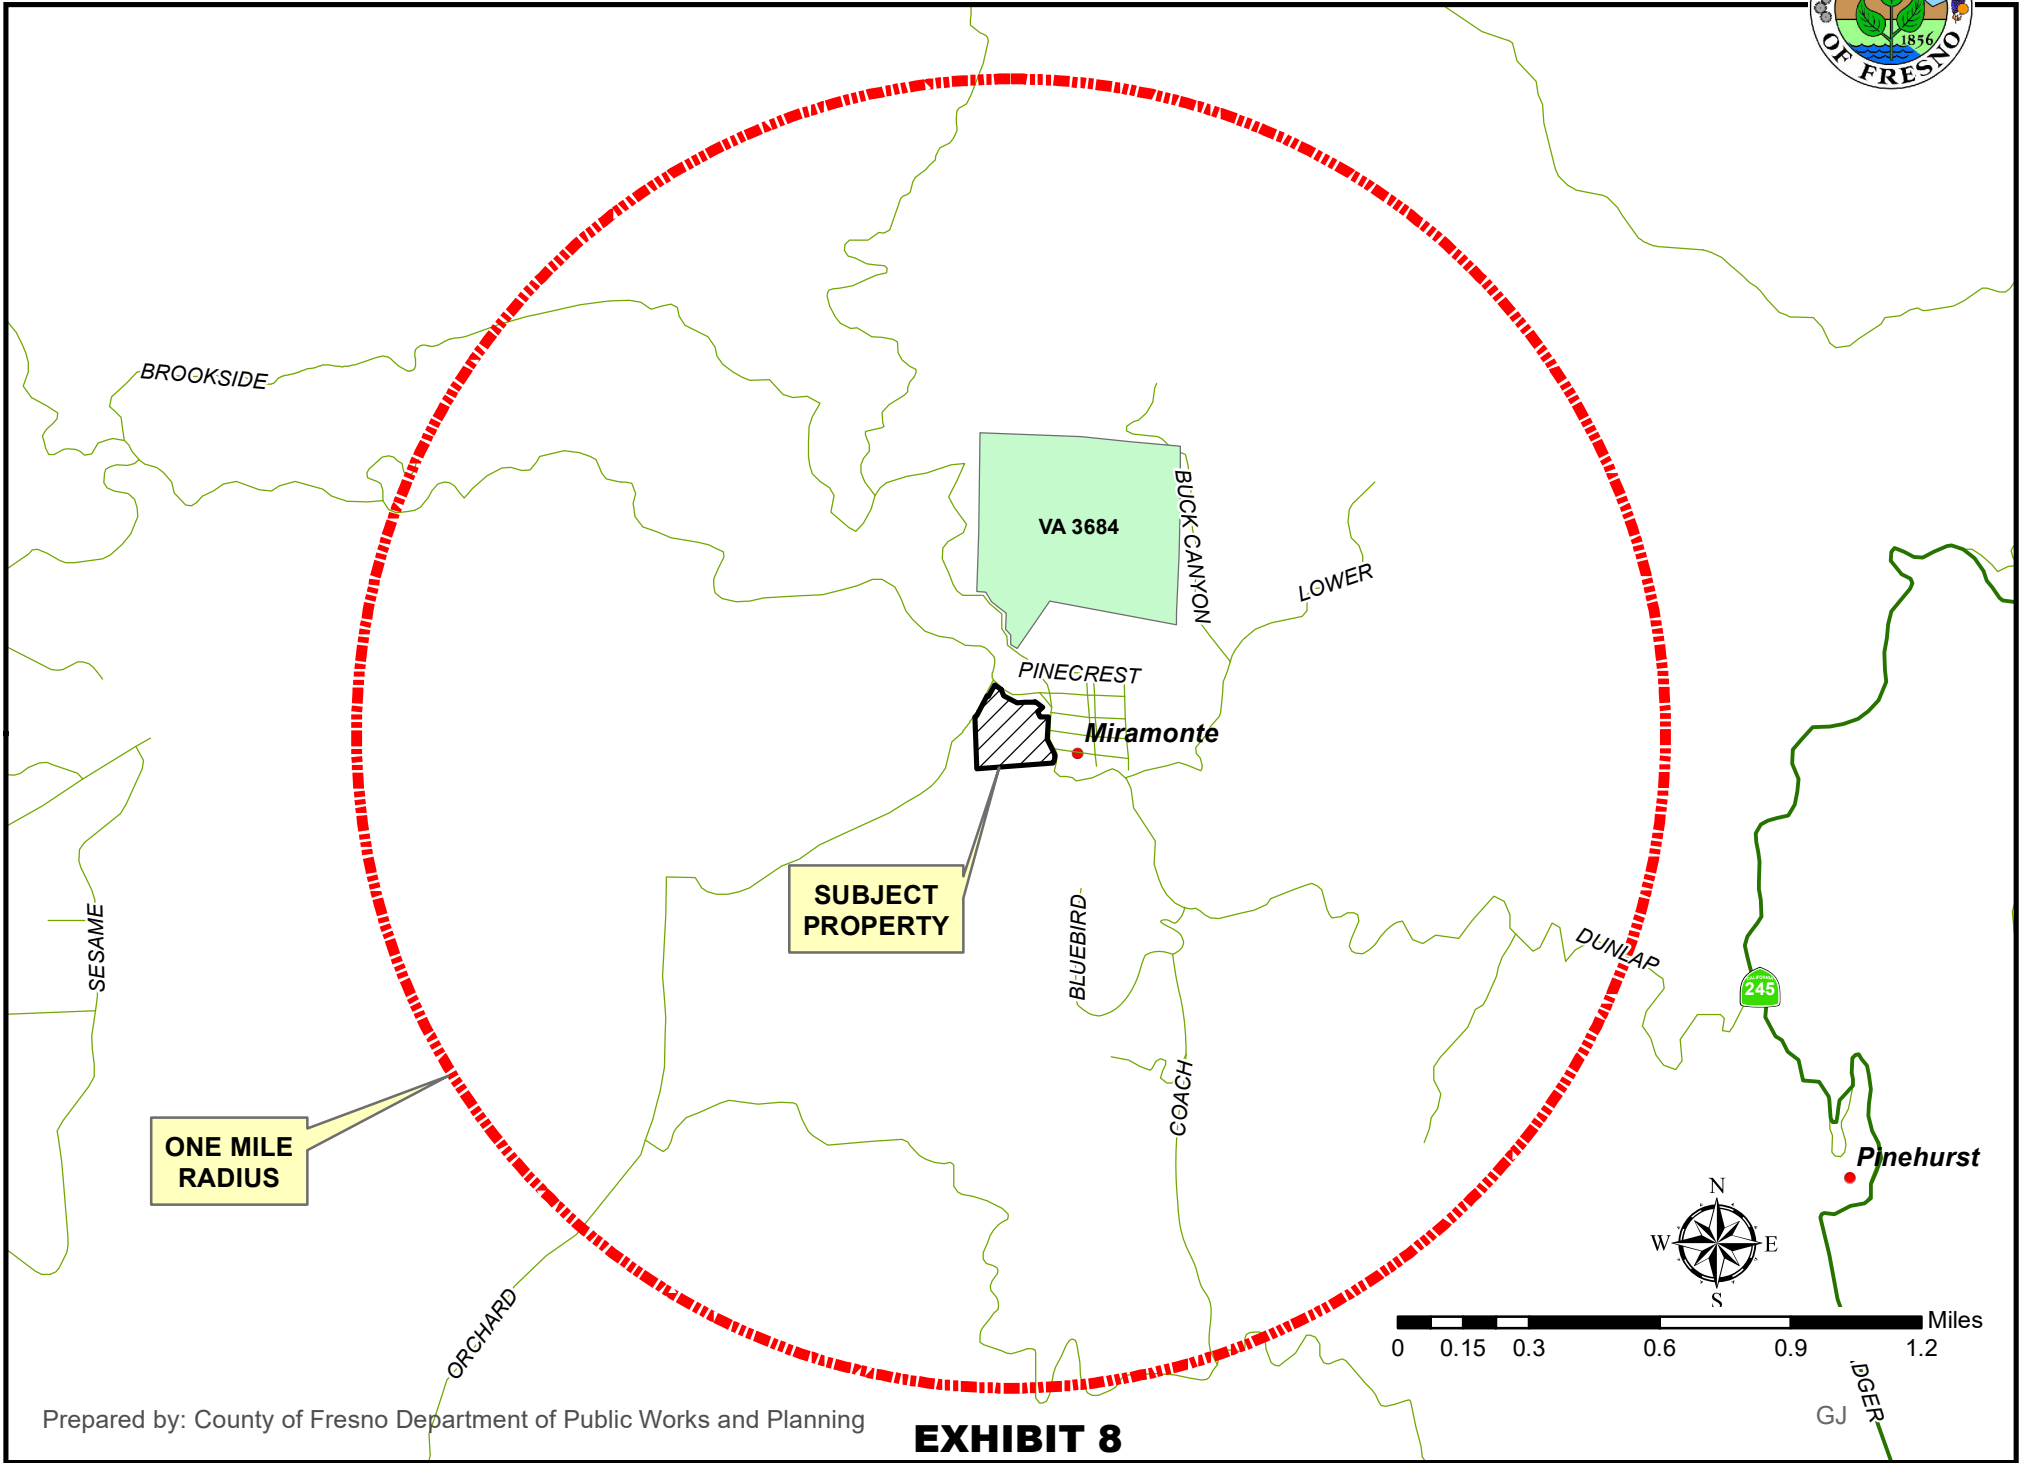 1856
OF FRESNO
BROOKSIDE
VA 3684
BUCK CANYON
LOWER
PINECREST
Miramonte
SUBJECT
PROPERTY
BLUEBIRD
SESAME
DUNLAP
CALIFORNIA
245
COACH
ONE MILE
RADIUS
Pinehurst
N
W
E
S
ORCHARD
Miles
0 0.15 0.3 0.6 0.9 1.2
DGER
Prepared by: County of Fresno Department of Public Works and Planning
GJ
EXHIBIT 8